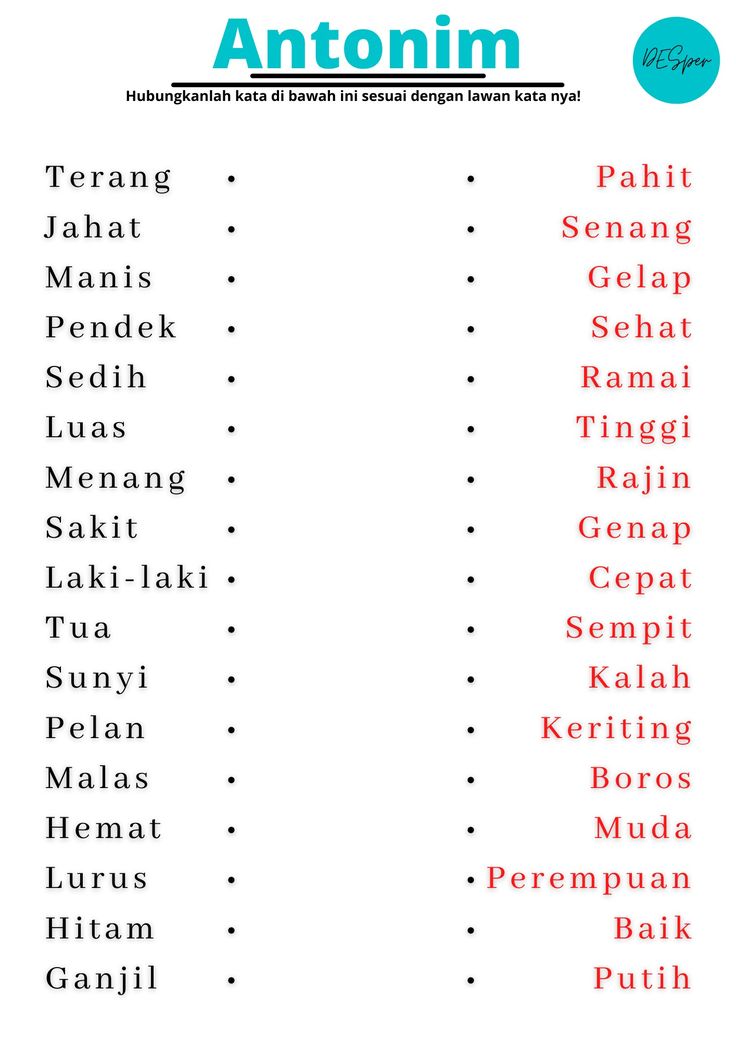 Antonim
DESper
Hubungkanlah kata di bawah ini sesuai dengan lawan kata nya!
Terang • • Pahit
Jahat • • Senang
Manis • • Gelap
Pendek • • Sehat
Sedih • • Ramai
Luas • • Tinggi
Menang • • Rajin
Sakit • • Genap
Laki-laki • • Cepat
Tua • • Sempit
Sunyi • • Kalah
Pelan • • Keriting
Malas • • Boros
Hemat • • Muda
Lurus • • Perempuan
Hitam • • Baik
Ganjil • • Putih